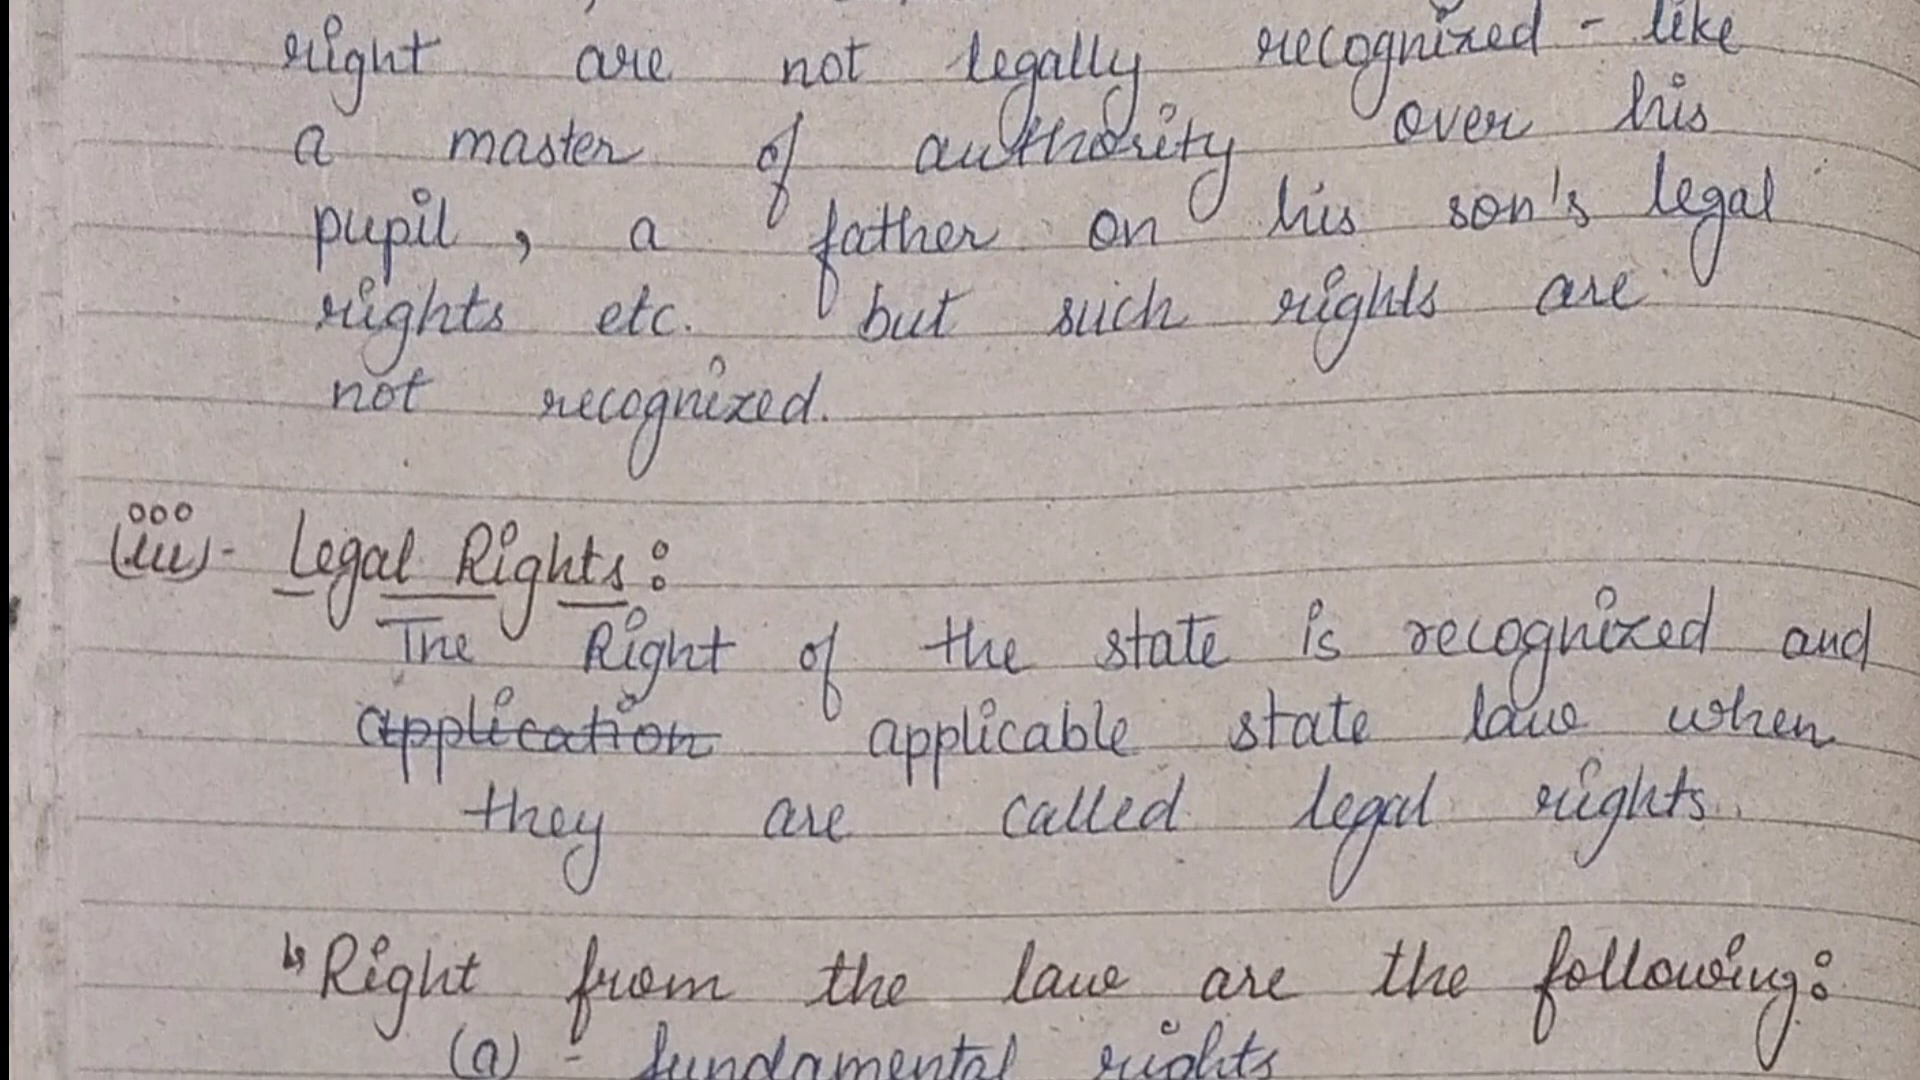 right are not legally recognized - like
a master of authority over his
pupil, a father on his son's legal
rights etc. but such rights are
not recognized.
(iii)- Legal Rights:
The Right of the state is recognized and
application applicable state law when
they are called legal rights.
↳ Right from the law are the following:
(a) - fundamental rights